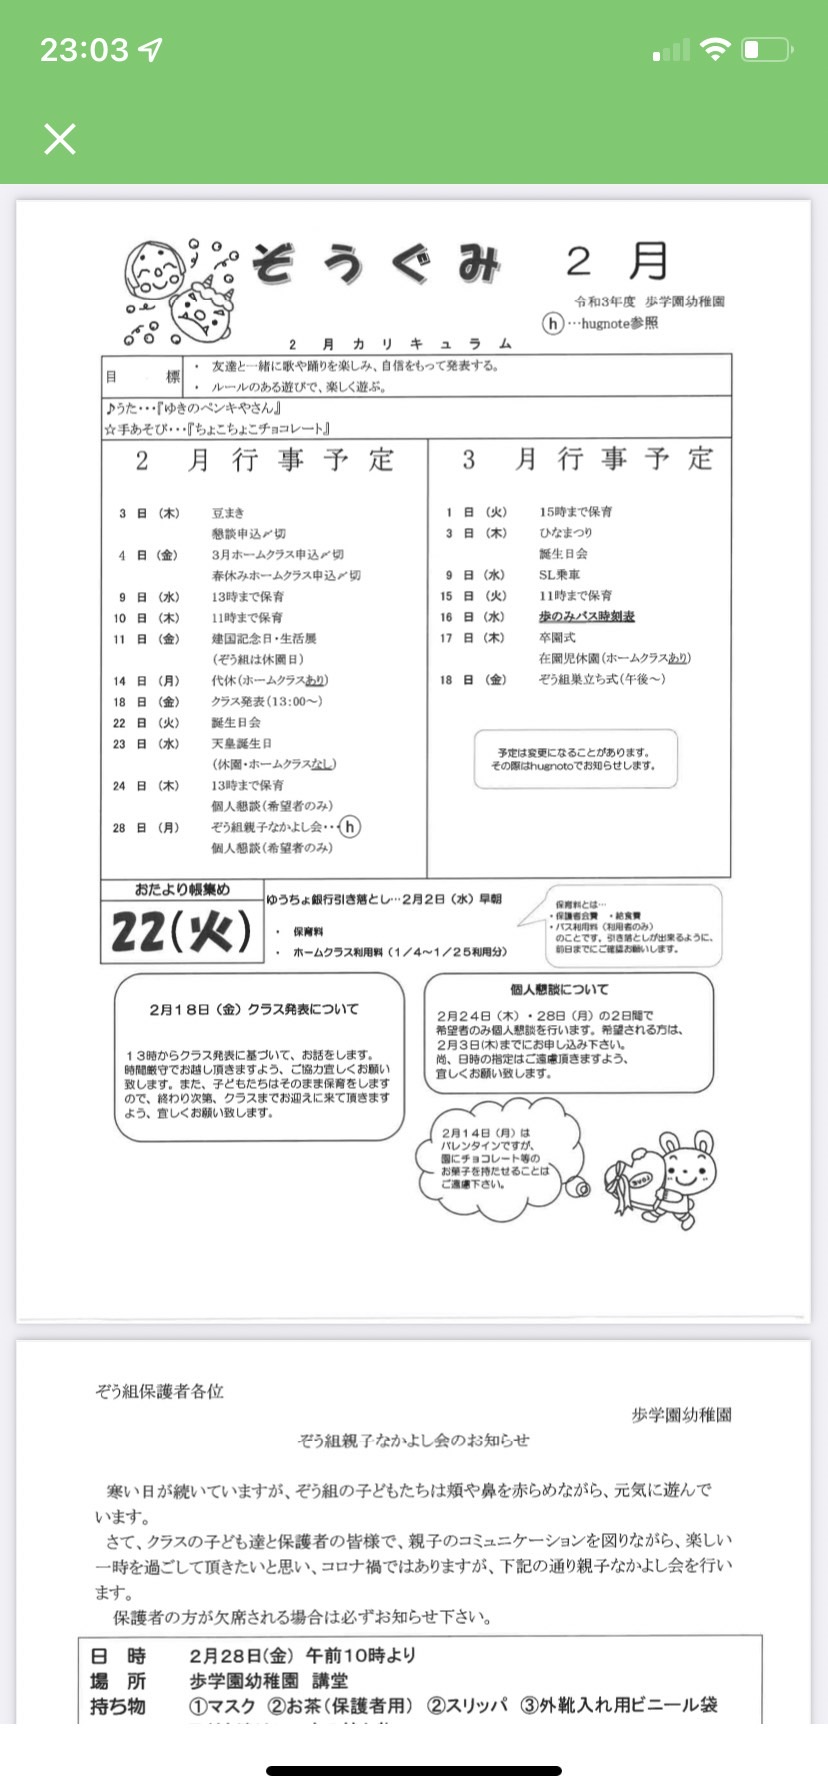 23:03
ぞうぐみ 2月
令和3年度 歩学園幼稚園
ⓗ…hugnote参照
2月カリキュラム
目標
・ 友達と一緒に歌や踊りを楽しみ、自信をもって発表する。
・ ルールのある遊びで、楽しく遊ぶ。
♪うた…『ゆきのペンキやさん』
☆手あそび…『ちょこちょこチョコレート』
2月行事予定
3日(木) 豆まき
懇談申込〆切
4日(金) 3月ホームクラス申込〆切
春休みホームクラス申込〆切
9日(水) 13時まで保育
10日(木) 11時まで保育
11日(金) 建国記念日・生活展
(ぞう組は休園日)
14日(月) 代休(ホームクラスあり)
18日(金) クラス発表(13:00~)
22日(火) 誕生日会
23日(水) 天皇誕生日
(休園・ホームクラスなし)
24日(木) 13時まで保育
個人懇談(希望者のみ)
28日(月) ぞう組親子なかよし会…ⓗ
個人懇談(希望者のみ)
3月行事予定
1日(火) 15時まで保育
3日(木) ひなまつり
誕生日会
9日(水) SL乗車
15日(火) 11時まで保育
16日(水) 歩のみバス時刻表
17日(木) 卒園式
在園児休園(ホームクラスあり)
18日(金) ぞう組巣立ち式(午後~)
予定は変更になることがあります。
その際はhugnotoでお知らせします。
おたより帳集め
22(火)
ゆうちょ銀行引き落とし…2月2日(水)早朝
・ 保育料
・ ホームクラス利用料(1/4~1/25利用分)
保育料とは…
・保護者会費 ・給食費
・バス利用料(利用者のみ)
のことです。引き落としが出来るように、
前日までにご確認お願いします。
2月18日(金)クラス発表について
13時からクラス発表に基づいて、お話をします。
時間厳守でお越し頂きますよう、ご協力宜しくお願い
致します。また、子どもたちはそのまま保育をします
ので、終わり次第、クラスまでお迎えに来て頂きます
よう、宜しくお願い致します。
個人懇談について
2月24日(木)・28日(月)の2日間で
希望者のみ個人懇談を行います。希望される方は、
2月3日(木)までにお申し込み下さい。
尚、日時の指定はご遠慮頂きますよう、
宜しくお願い致します。
2月14日(月)は
バレンタインですが、
園にチョコレート等の
お菓子を持たせることは
ご遠慮下さい。
ぞう組保護者各位
歩学園幼稚園
ぞう組親子なかよし会のお知らせ
寒い日が続いていますが、ぞう組の子どもたちは頬や鼻を赤らめながら、元気に遊んで
います。
さて、クラスの子ども達と保護者の皆様で、親子のコミュニケーションを図りながら、楽しい
一時を過ごして頂きたいと思い、コロナ禍ではありますが、下記の通り親子なかよし会を行い
ます。
保護者の方が欠席される場合は必ずお知らせ下さい。
日 時 2月28日(金) 午前10時より
場 所 歩学園幼稚園 講堂
持ち物 ①マスク ②お茶(保護者用) ②スリッパ ③外靴入れ用ビニール袋